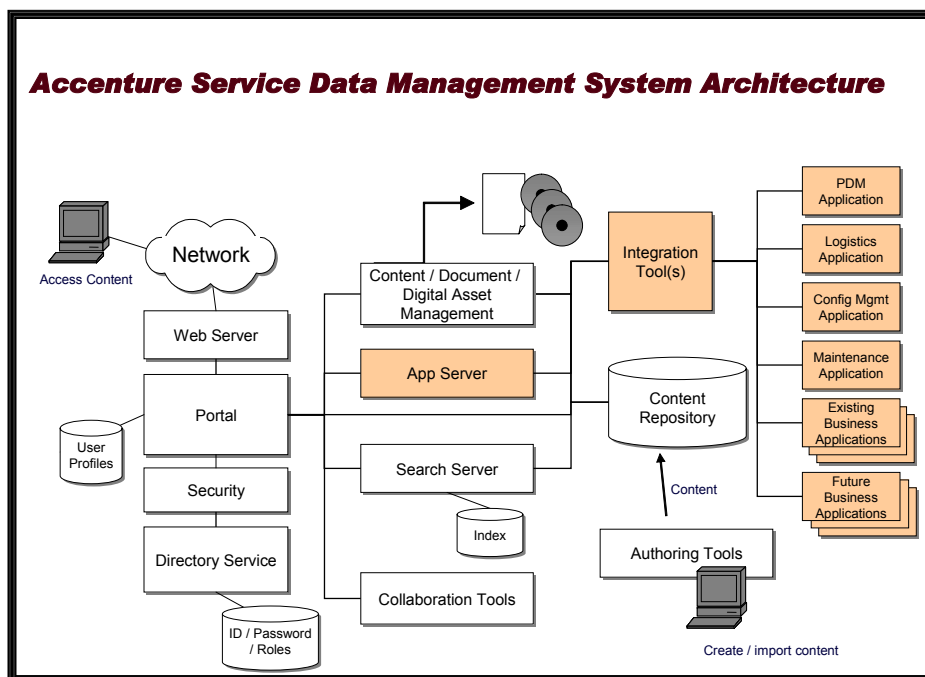 Accenture Service Data Management System Architecture
Access Content
Network
Web Server
Portal
User
Profiles
Security
Directory Service
ID / Password
/ Roles
Content / Document /
Digital Asset
Management
App Server
Search Server
Index
Collaboration Tools
Integration
Tool(s)
Content
Repository
Content
Authoring Tools
Create / import content
PDM
Application
Logistics
Application
Config Mgmt
Application
Maintenance
Application
Existing
Business
Applications
Future
Business
Applications